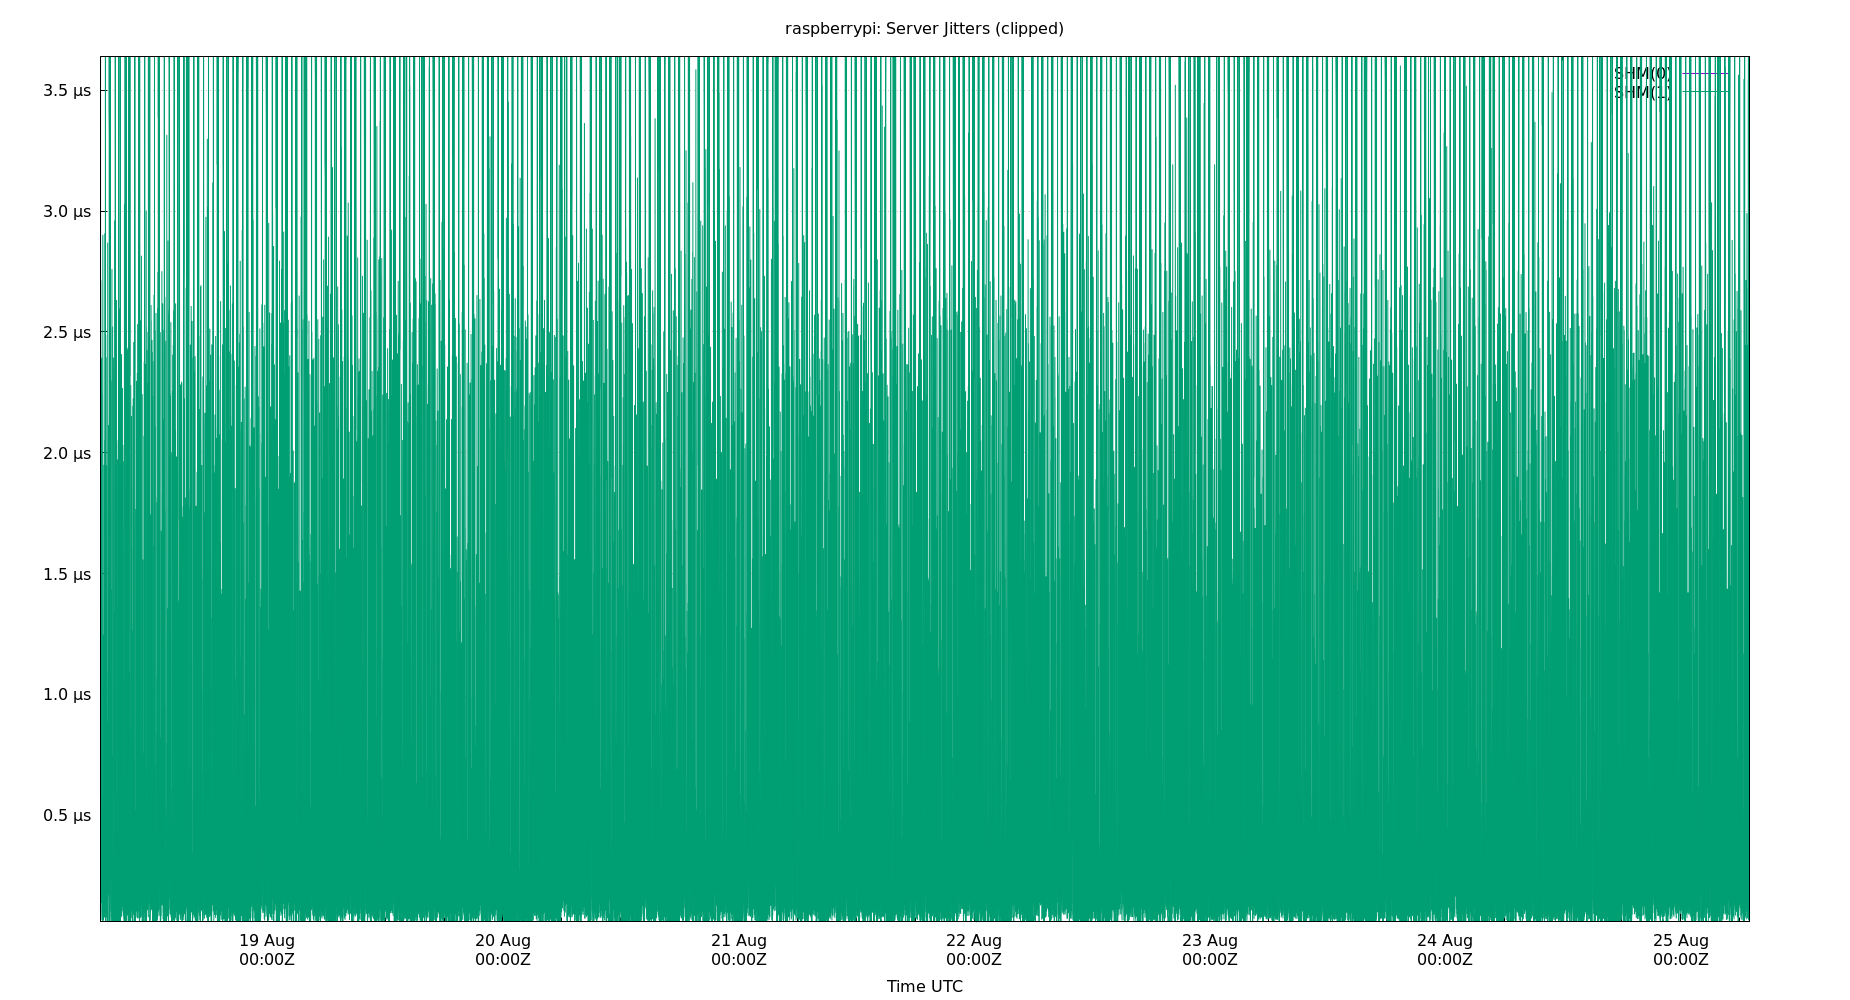 raspberrypi: Server Jitters (clipped)
SHM(0)
SHM(1)
3.5 µs
3.0 µs
2.5 µs
2.0 µs
1.5 µs
1.0 µs
0.5 µs
19 Aug 20 Aug 21 Aug 22 Aug 23 Aug 24 Aug 25 Aug
00:00Z 00:00Z 00:00Z 00:00Z 00:00Z 00:00Z 00:00Z
Time UTC